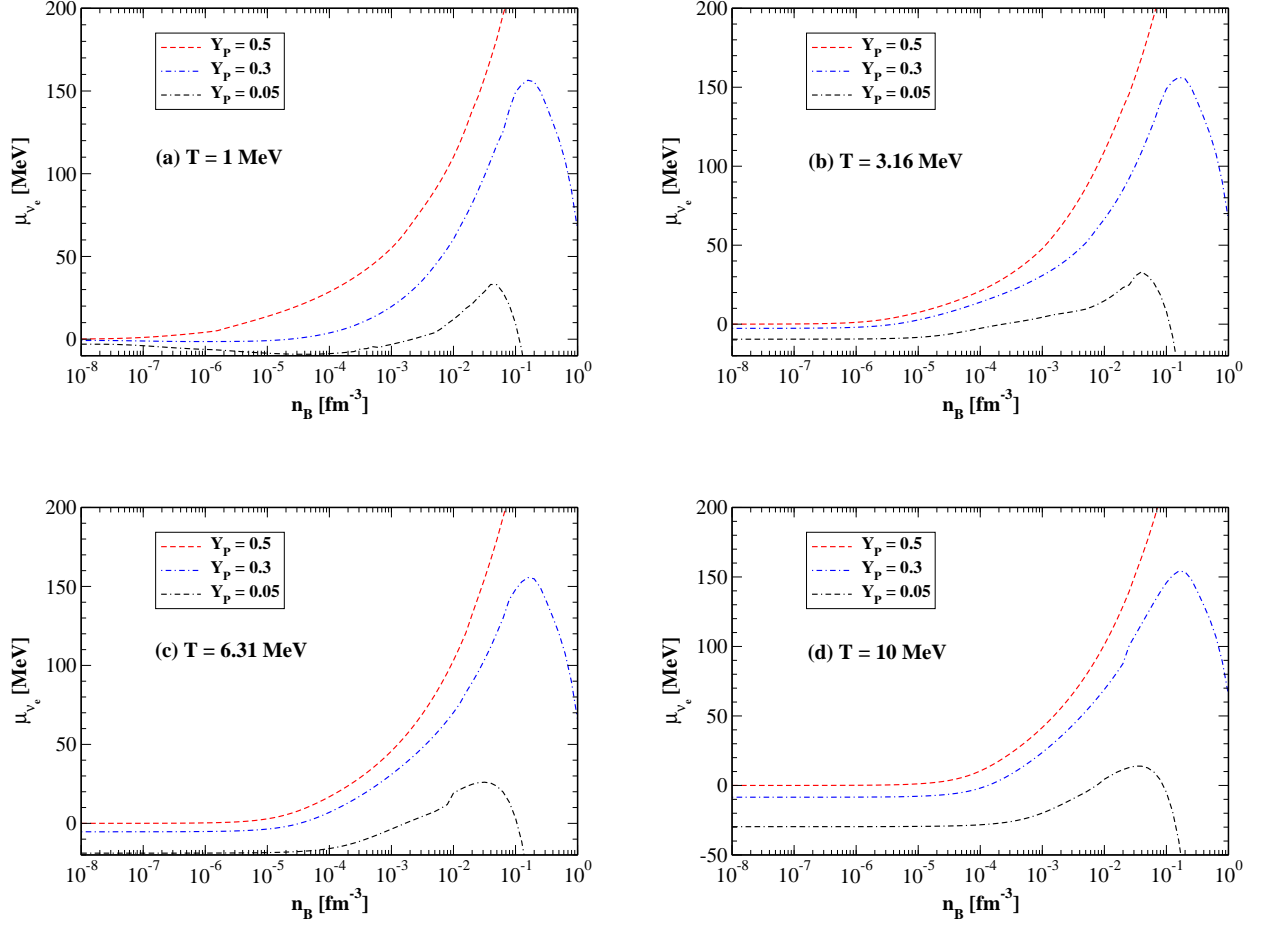 200
150
100
50
0
Y_P = 0.5
Y_P = 0.3
Y_P = 0.05
(a) T = 1 MeV
μ_{ν_e} [MeV]
10^{-8} 10^{-7} 10^{-6} 10^{-5} 10^{-4} 10^{-3} 10^{-2} 10^{-1} 10^{0}
n_B [fm^{-3}]
200
150
100
50
0
Y_P = 0.5
Y_P = 0.3
Y_P = 0.05
(b) T = 3.16 MeV
μ_{ν_e} [MeV]
10^{-8} 10^{-7} 10^{-6} 10^{-5} 10^{-4} 10^{-3} 10^{-2} 10^{-1} 10^{0}
n_B [fm^{-3}]
200
150
100
50
0
Y_P = 0.5
Y_P = 0.3
Y_P = 0.05
(c) T = 6.31 MeV
μ_{ν_e} [MeV]
10^{-8} 10^{-7} 10^{-6} 10^{-5} 10^{-4} 10^{-3} 10^{-2} 10^{-1} 10^{0}
n_B [fm^{-3}]
200
150
100
50
0
-50
Y_P = 0.5
Y_P = 0.3
Y_P = 0.05
(d) T = 10 MeV
μ_{ν_e} [MeV]
10^{-8} 10^{-7} 10^{-6} 10^{-5} 10^{-4} 10^{-3} 10^{-2} 10^{-1} 10^{0}
n_B [fm^{-3}]